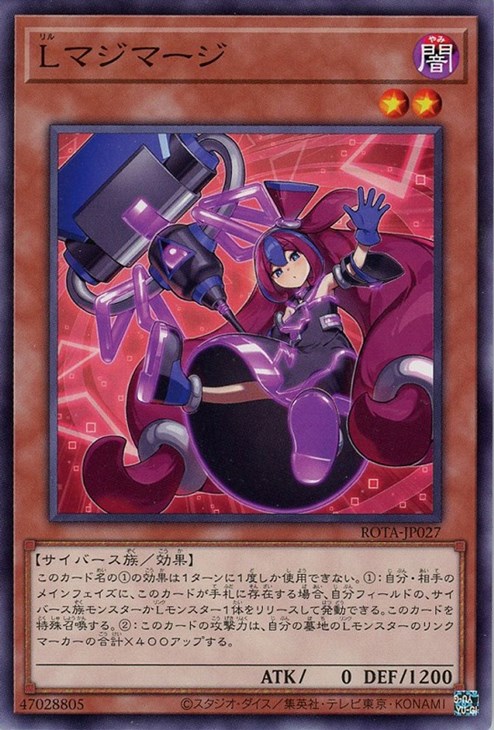 Lマジマージ
闇
ROTA-JP027
【サイバース族／効果】
このカード名の①の効果は1ターンに1度しか使用できない。①：自分・相手の
メインフェイズに、このカードが手札に存在する場合、自分フィールドの、サイ
バース族モンスターかLモンスター1体をリリースして発動できる。このカードを
特殊召喚する。②：このカードの攻撃力は、自分の墓地のLモンスターのリンク
マーカーの合計×400アップする。
ATK/ 0 DEF/1200
47028805 ©スタジオ・ダイス／集英社・テレビ東京・KONAMI